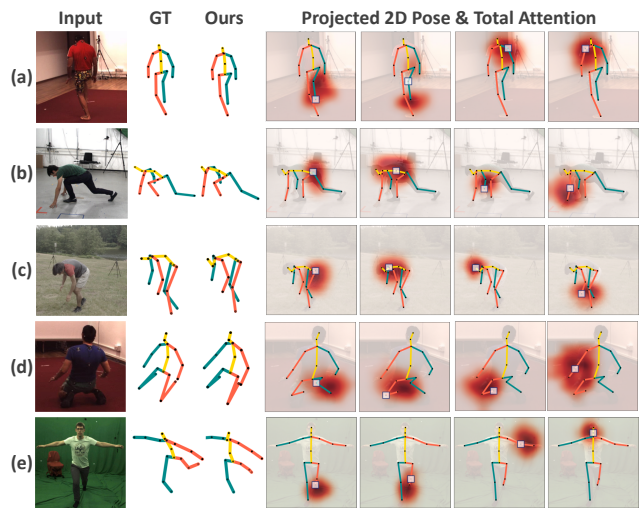 Input GT Ours Projected 2D Pose & Total Attention
(a)
(b)
(c)
(d)
(e)